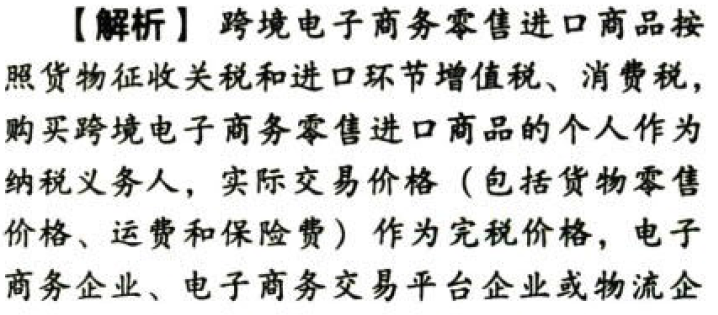 【解析】 跨境电子商务零售进口商品按
照货物征收关税和进口环节增值税、消费税，
购买跨境电子商务零售进口商品的个人作为
纳税义务人，实际交易价格（包括货物零售
价格、运费和保险费）作为完税价格，电子
商务企业、电子商务交易平台企业或物流企